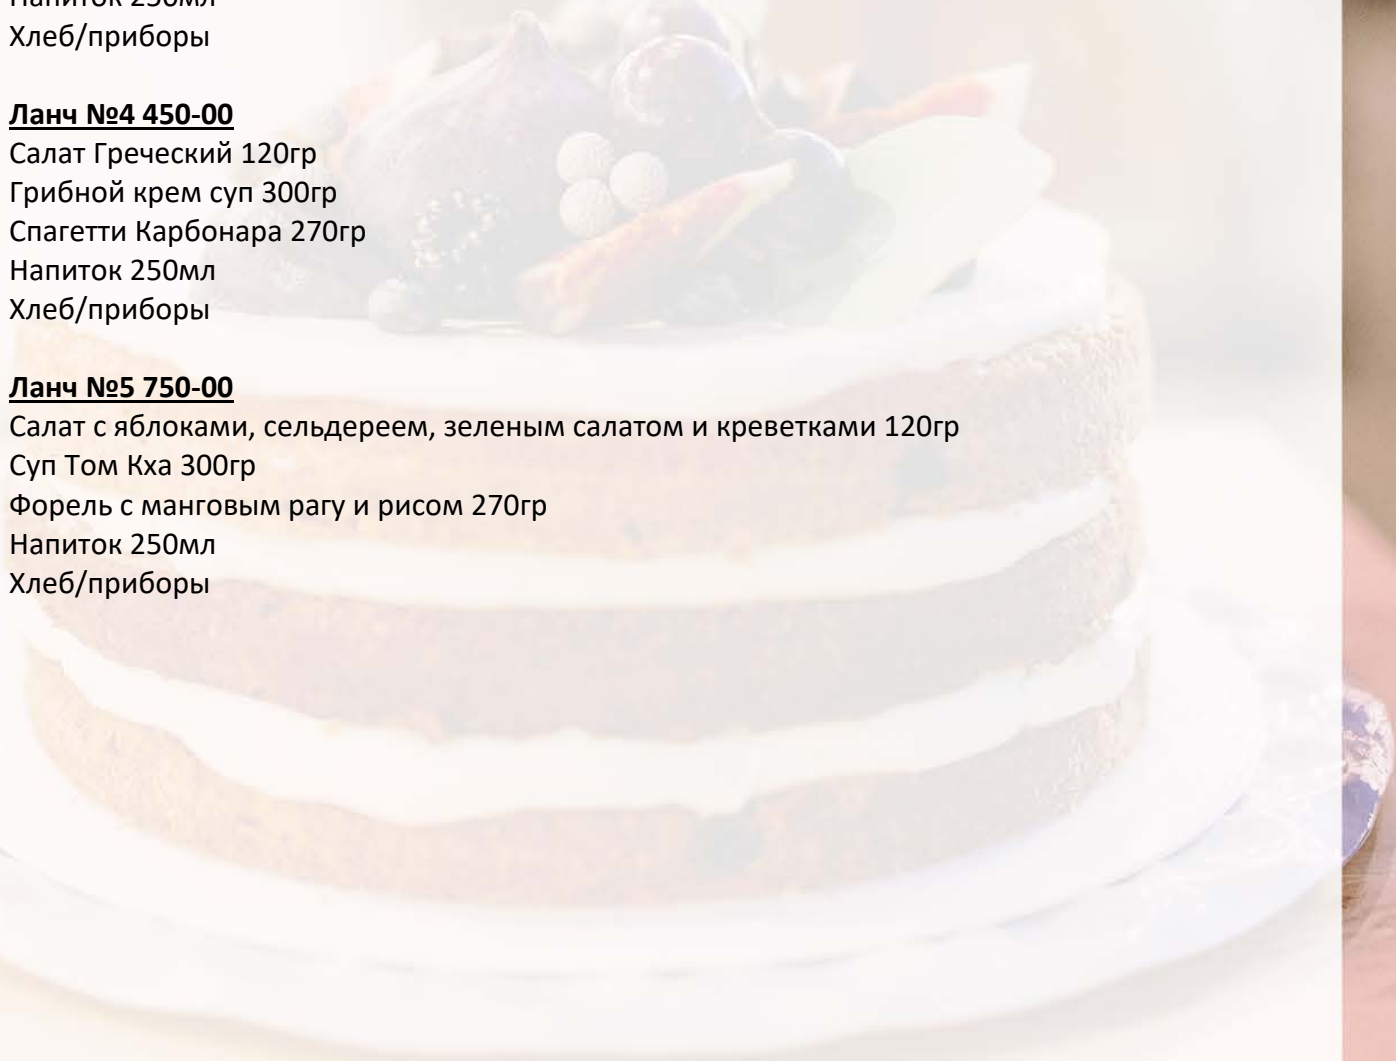 Напиток 250мл
Хлеб/приборы
Ланч №4 450-00
Салат Греческий 120гр
Грибной крем суп 300гр
Спагетти Карбонара 270гр
Напиток 250мл
Хлеб/приборы
Ланч №5 750-00
Салат с яблоками, сельдереем, зеленым салатом и креветками 120гр
Суп Том Кха 300гр
Форель с манговым рагу и рисом 270гр
Напиток 250мл
Хлеб/приборы